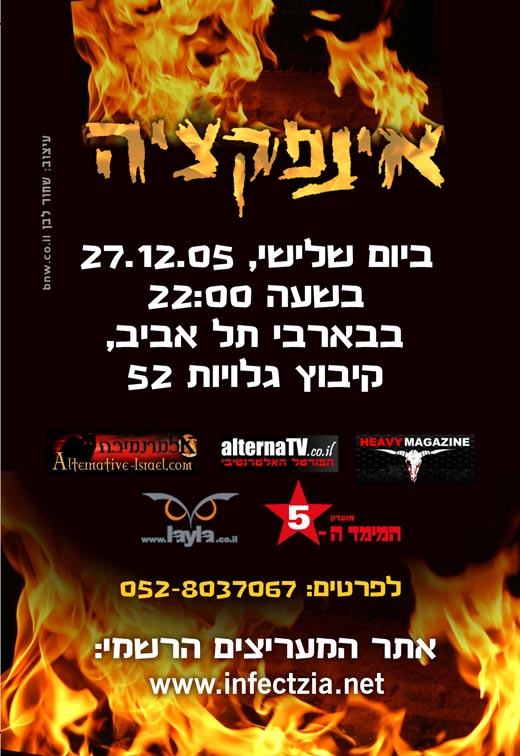 אינפקציה
עיצוב: שחור לבן bnw.co.il
ביום שלישי, 27.12.05
בשעה 22:00
בבארבי תל אביב,
קיבוץ גלויות 52
אלטרנטיבה
Alternative-Israel.com
alternaTV.co.il
הפורטל האלטרנטיבי
HEAVY MAGAZINE
www.layla.co.il
5
מועדון
המימד ה-
לפרטים: 052-8037067
אתר המעריצים הרשמי:
www.infectzia.net